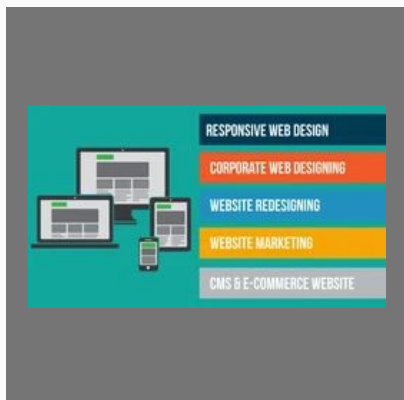 RESPONSIVE WEB DESIGN
CORPORATE WEB DESIGNING
WEBSITE REDESIGNING
WEBSITE MARKETING
CMS & E-COMMERCE WEBSITE